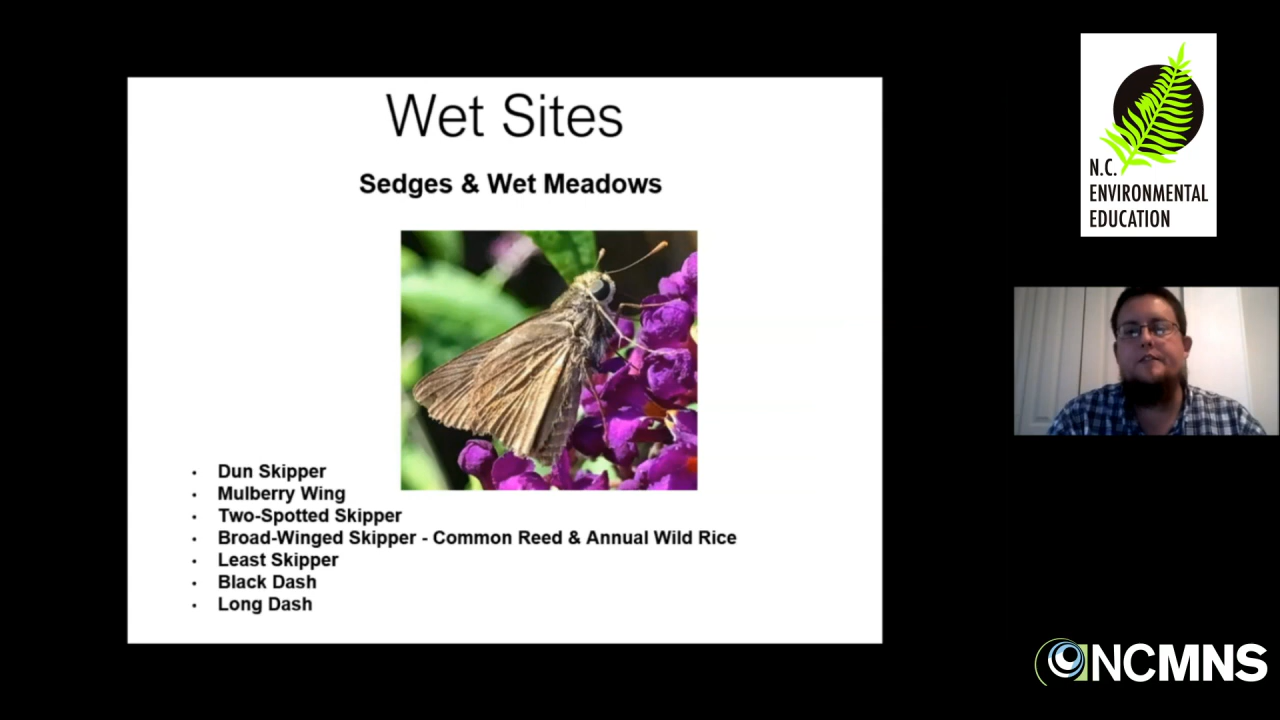 Wet Sites
Sedges & Wet Meadows
• Dun Skipper
• Mulberry Wing
• Two-Spotted Skipper
• Broad-Winged Skipper - Common Reed & Annual Wild Rice
• Least Skipper
• Black Dash
• Long Dash
N.C.
ENVIRONMENTAL
EDUCATION
NCMNS